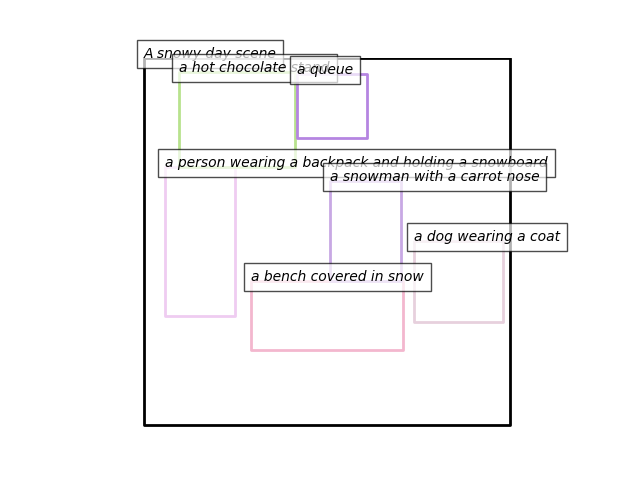 A snowy day scene
a hot chocolate stand
a queue
a person wearing a backpack and holding a snowboard
a snowman with a carrot nose
a dog wearing a coat
a bench covered in snow